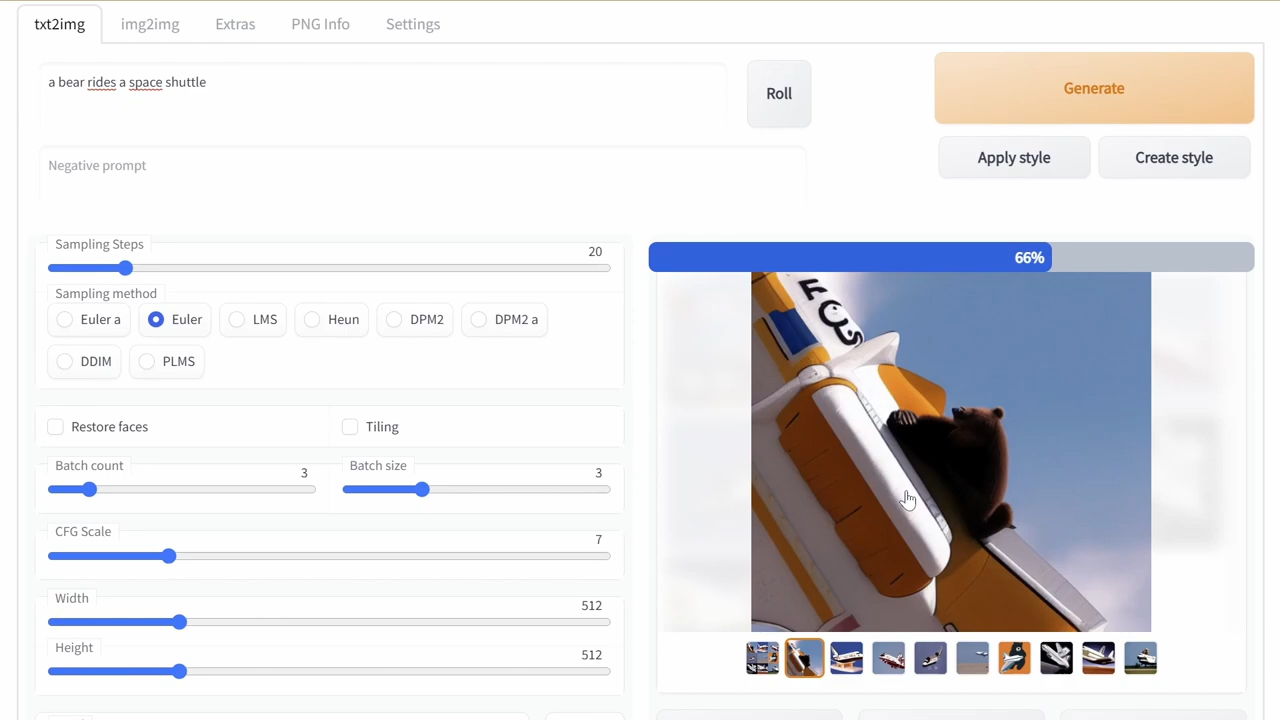 txt2img img2img Extras PNG Info Settings
a bear rides a space shuttle
Roll
Generate
Negative prompt
Apply style Create style
Sampling Steps
20
66%
Sampling method
Euler a Euler LMS Heun DPM2 DPM2 a
DDIM PLMS
Restore faces Tiling
Batch count 3 Batch size 3
CFG Scale
7
Width
512
Height
512